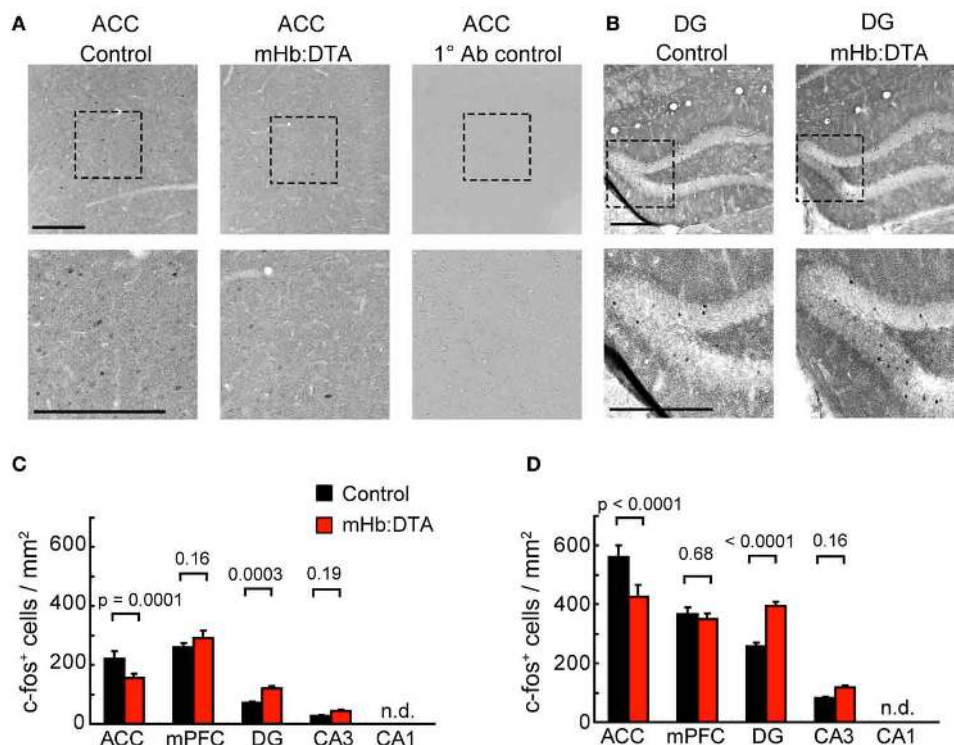 A
ACC
Control
ACC
mHb:DTA
ACC
1° Ab control
B
DG
Control
DG
mHb:DTA
C
Control
mHb:DTA
c-fos+ cells / mm²
600
400
200
0
p = 0.0001
0.16
0.0003
0.19
n.d.
ACC mPFC DG CA3 CA1
D
c-fos+ cells / mm²
600
400
200
0
p < 0.0001
0.68
< 0.0001
0.16
n.d.
ACC mPFC DG CA3 CA1